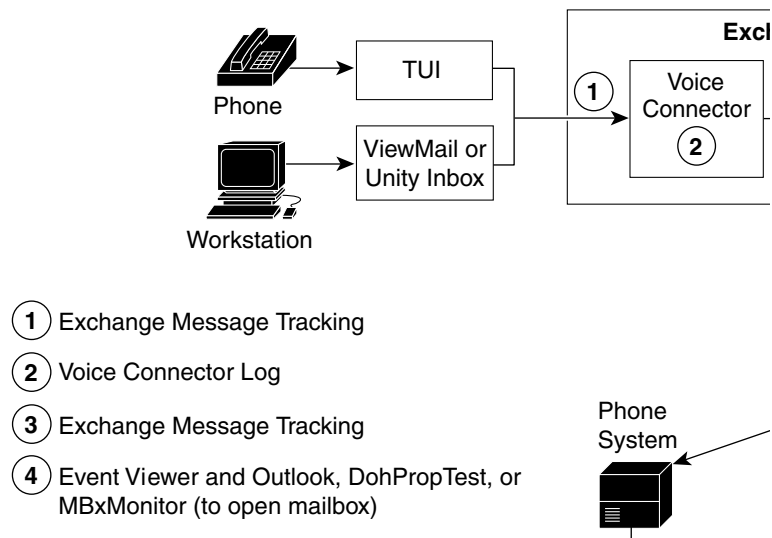 Excl
TUI
Phone
1
Voice
Connector
2
ViewMail or
Unity Inbox
Workstation
1 Exchange Message Tracking
2 Voice Connector Log
3 Exchange Message Tracking
4 Event Viewer and Outlook, DohPropTest, or
MBxMonitor (to open mailbox)
Phone
System